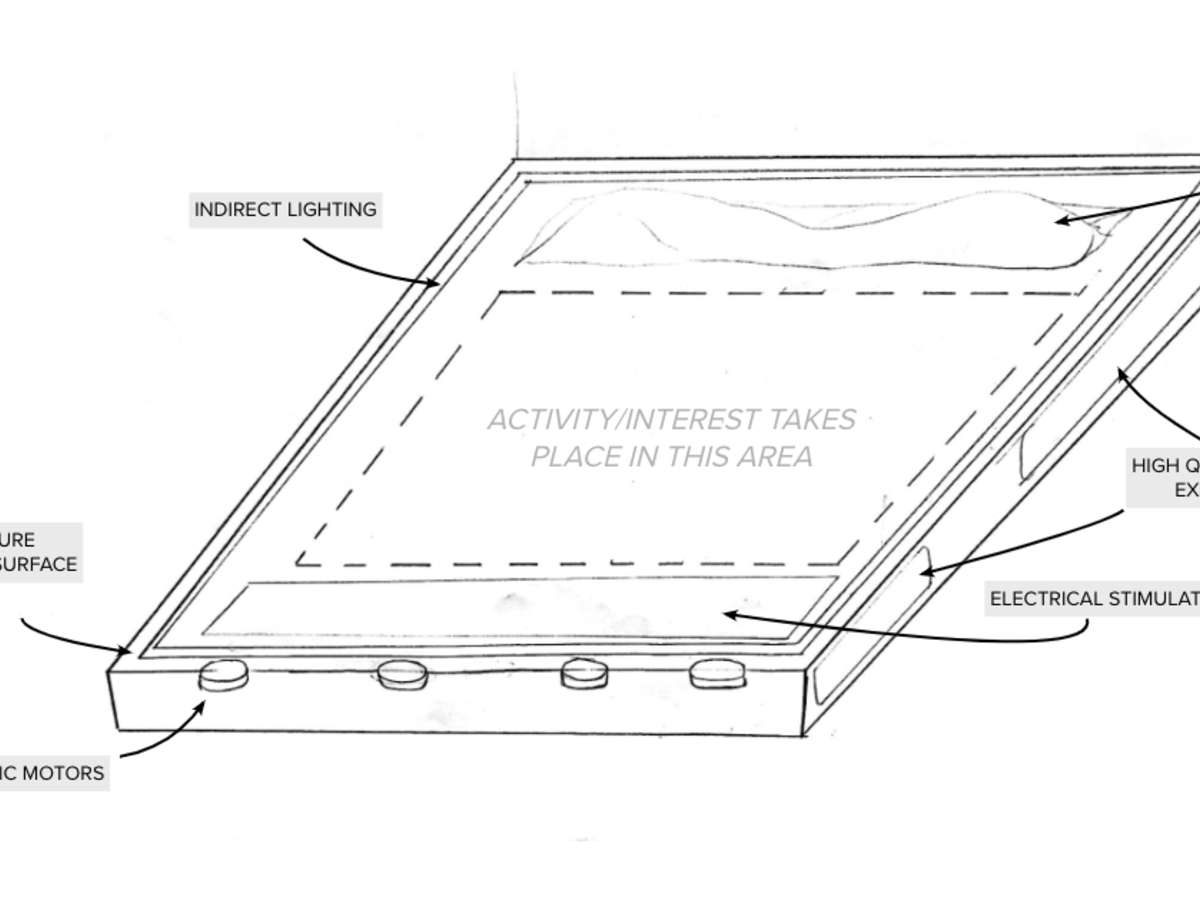 INDIRECT LIGHTING
ACTIVITY/INTEREST TAKES
PLACE IN THIS AREA
HIGH Q
EX
URE
SURFACE
ELECTRICAL STIMULAT
IC MOTORS